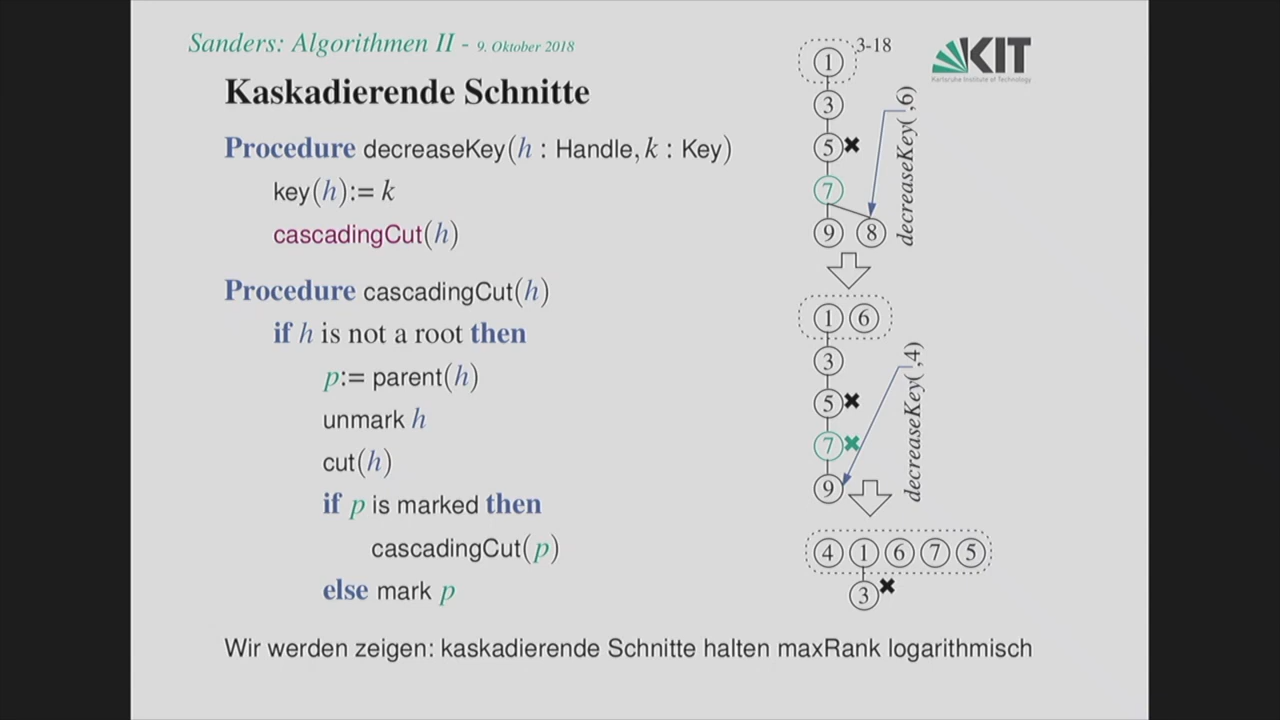 Sanders: Algorithmen II - 9. Oktober 2018
3-18
KIT
Karlsruhe Institute of Technology
Kaskadierende Schnitte
Procedure decreaseKey(h : Handle, k : Key)
key(h):= k
cascadingCut(h)
Procedure cascadingCut(h)
if h is not a root then
p:= parent(h)
unmark h
cut(h)
if p is marked then
cascadingCut(p)
else mark p
Wir werden zeigen: kaskadierende Schnitte halten maxRank logarithmisch
1
3
5 ✖
7
9 8
decreaseKey( ,6)
1 6
3
5 ✖
7 ✖
9
decreaseKey( ,4)
4 1 6 7 5
3 ✖